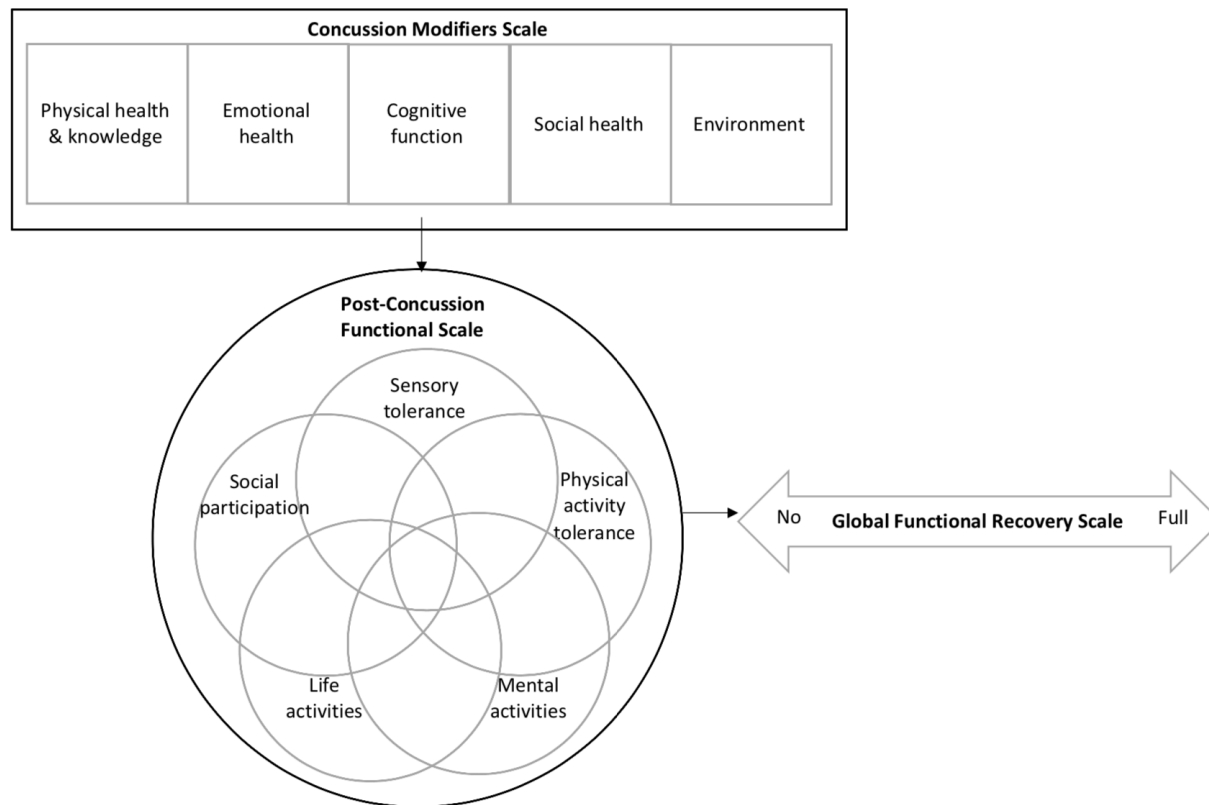 Concussion Modifiers Scale
Physical health
& knowledge
Emotional
health
Cognitive
function
Social health
Environment
Post-Concussion
Functional Scale
Sensory
tolerance
Social
participation
Physical
activity
tolerance
Life
activities
Mental
activities
No
Global Functional Recovery Scale
Full